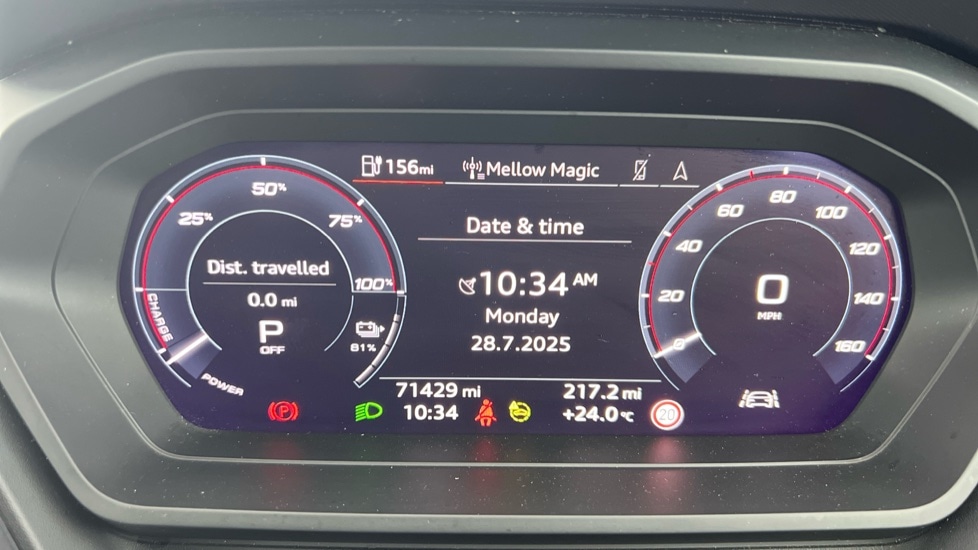 156mi
Mellow Magic
50%
25%
75%
100%
CHARGE
POWER
Dist. travelled
0.0 mi
P
OFF
81%
Date & time
10:34 AM
Monday
28.7.2025
71429 mi
217.2 mi
10:34
+24.0 °C
(P)
20
0
20
40
60
80
100
120
140
160
0
MPH